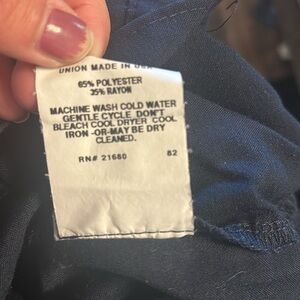 UNION MADE IN
65% POLYESTER
35% RAYON
MACHINE WASH COLD WATER
GENTLE CYCLE DON'T
BLEACH COOL DRYER COOL
IRON -OR-MAY BE DRY
CLEANED.
RN# 21680 82